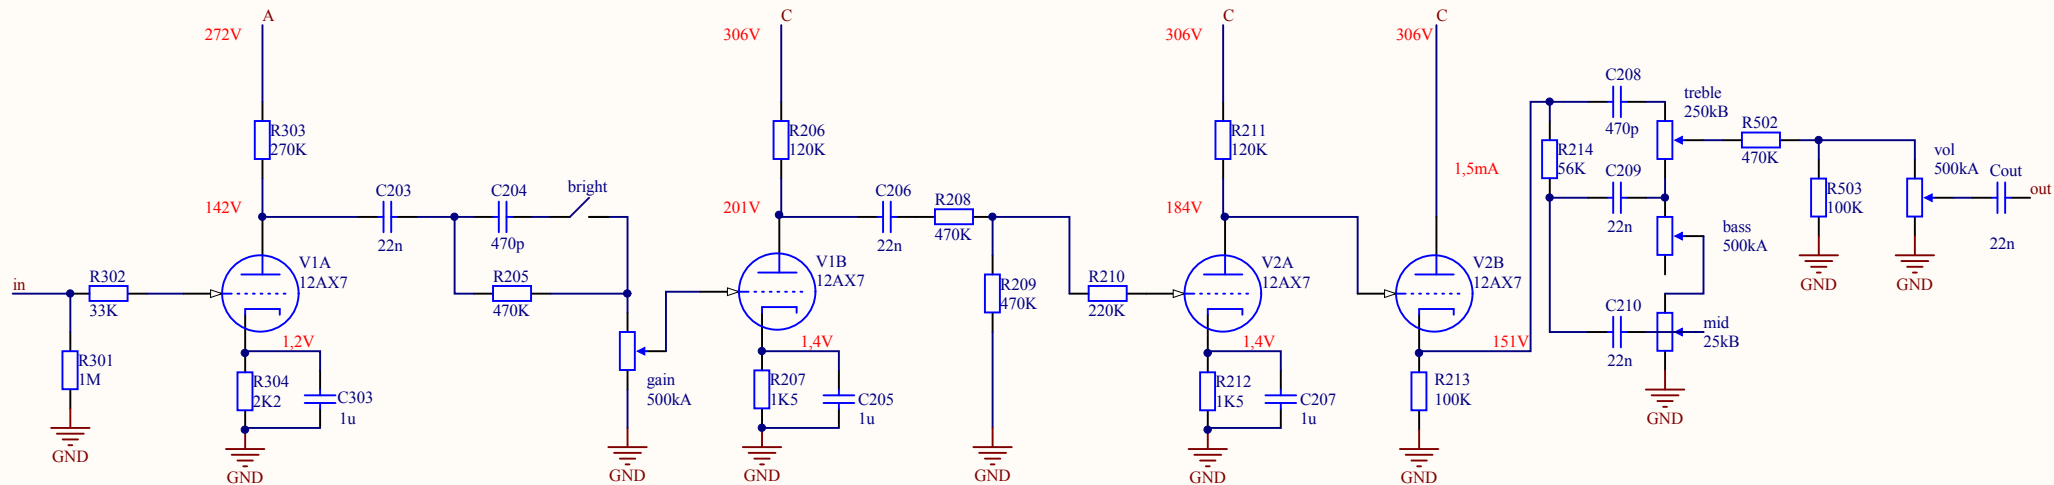 A
272V
R303
270K
142V
C203
22n
C204
470p
bright
R205
470K
in
R302
33K
V1A
12AX7
R301
1M
GND
1,2V
R304
2K2
C303
1u
GND
gain
500kA
GND
C
306V
R206
120K
201V
C206
22n
R208
470K
V1B
12AX7
1,4V
R207
1K5
C205
1u
GND
R209
470K
GND
R210
220K
C
306V
R211
120K
184V
V2A
12AX7
1,4V
R212
1K5
C207
1u
GND
C
306V
1,5mA
V2B
12AX7
151V
R213
100K
GND
C208
470p
treble
250kB
R214
56K
C209
22n
bass
500kA
C210
22n
mid
25kB
GND
R502
470K
R503
100K
GND
vol
500kA
GND
Cout
22n
out